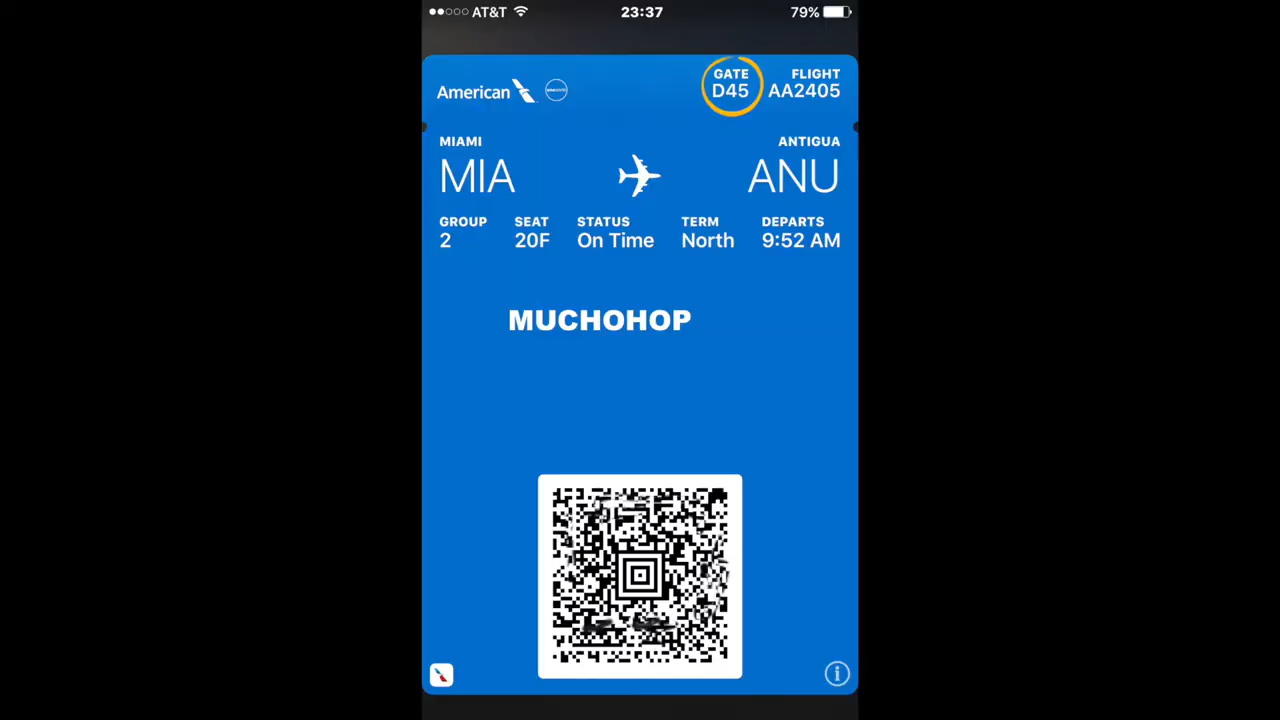 AT&T 23:37 79%
American
GATE FLIGHT
D45 AA2405
MIAMI ANTIGUA
MIA ANU
GROUP SEAT STATUS TERM DEPARTS
2 20F On Time North 9:52 AM
MUCHOHOP